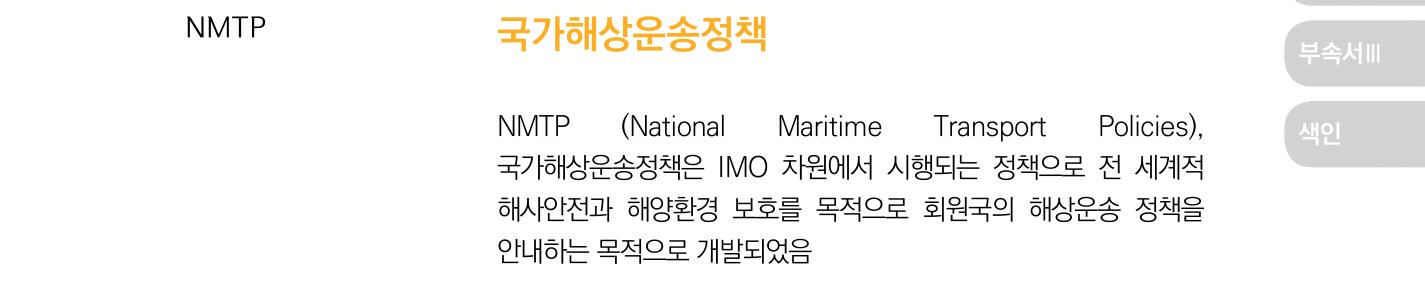 NMTP
국가해상운송정책
부속서Ⅲ
NMTP (National Maritime Transport Policies),
색인
국가해상운송정책은 IMO 차원에서 시행되는 정책으로 전 세계적
해사안전과 해양환경 보호를 목적으로 회원국의 해상운송 정책을
안내하는 목적으로 개발되었음